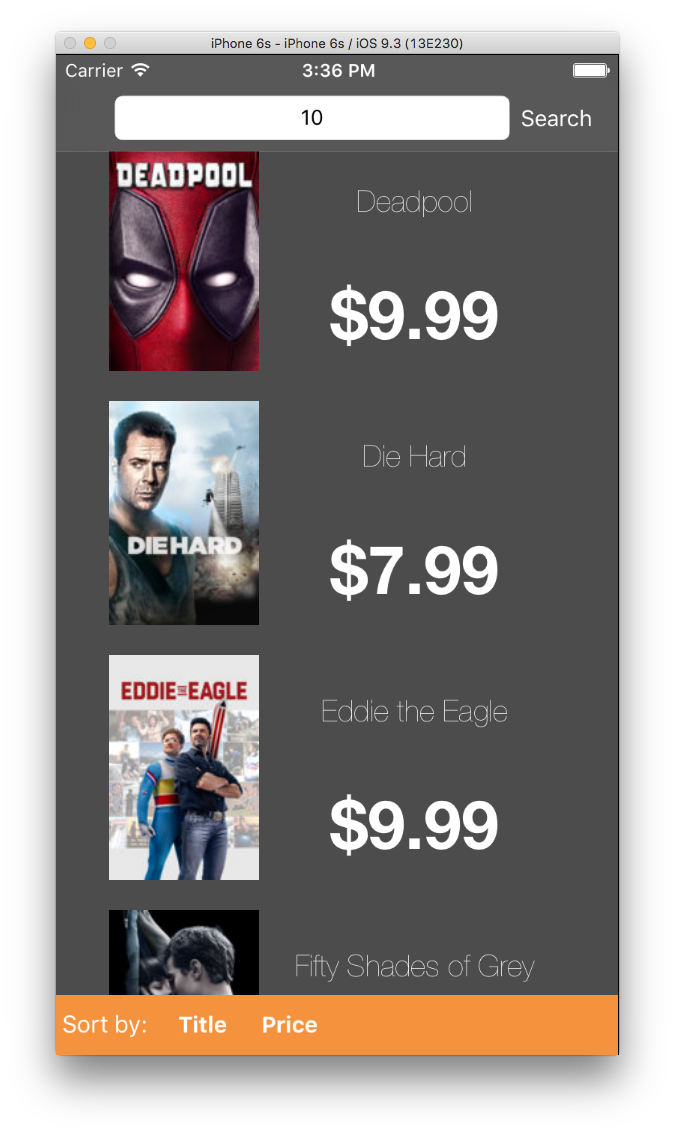 iPhone 6s - iPhone 6s / iOS 9.3 (13E230)
Carrier 3:36 PM
10 Search
DEADPOOL
Deadpool
$9.99
Die Hard
DIE HARD
$7.99
EDDIE THE EAGLE
Eddie the Eagle
$9.99
Fifty Shades of Grey
Sort by: Title Price